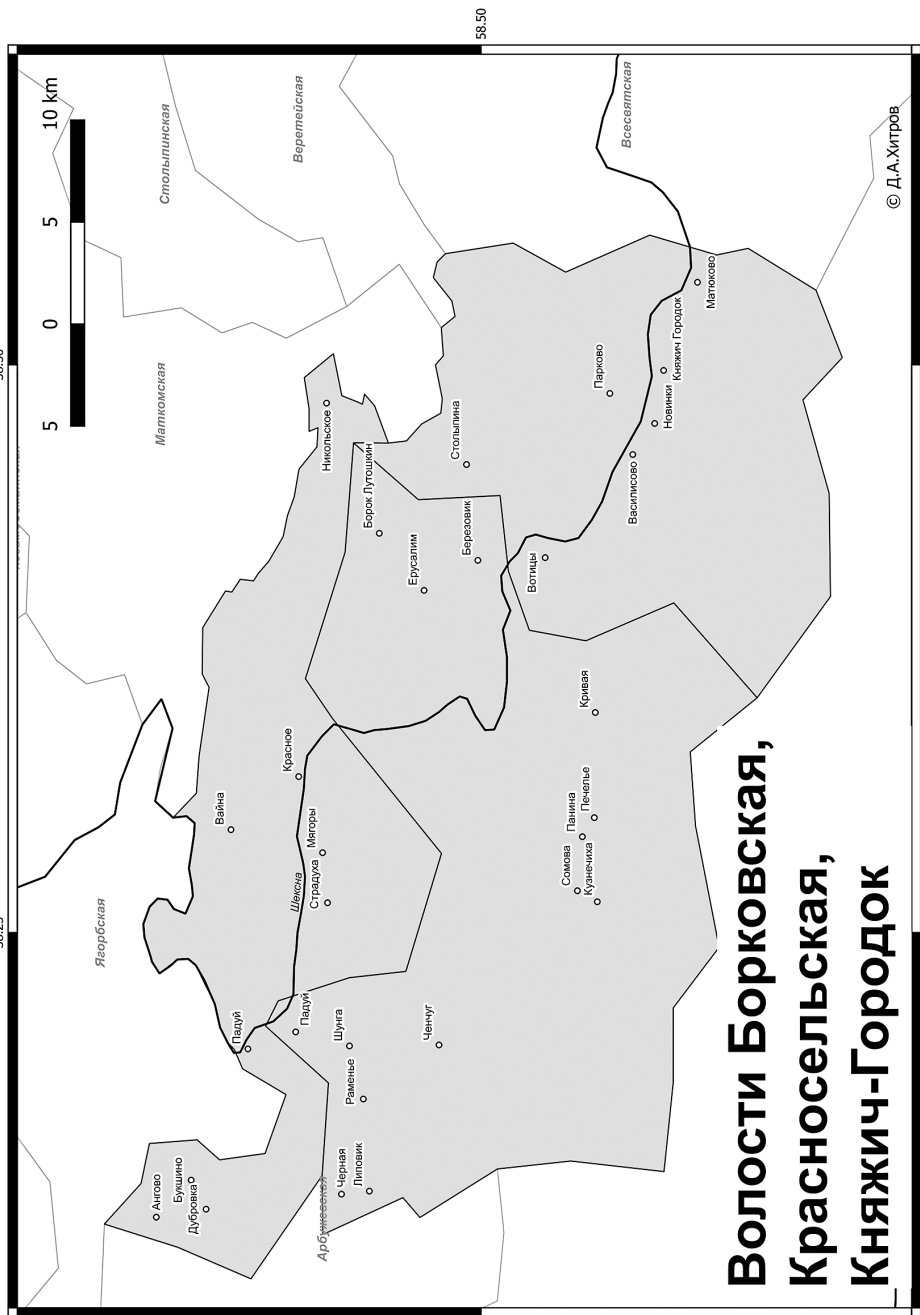 Волости Борковская,
Красносельская,
Княжич-Городок
58.50
5
0
5
10 km
Ягорбская
Маткомская
Столыпинская
Веретейская
Всесвятская
Арбужевская
Ангово
Букшино
Дубровка
Падуй
Падуй
Шунга
Раменье
Черная
Липовик
Ченчуг
Вайна
Красное
Мягоры
Страдуха
Шексна
Никольское
Борок Лутошкин
Ерусалим
Березовик
Столыпина
Вотицы
Парково
Василисово
Новинки
Княжич Городок
Матюково
Кривая
Сомова
Панина
Печелье
Кузнечиха
© Д.А.Хитров